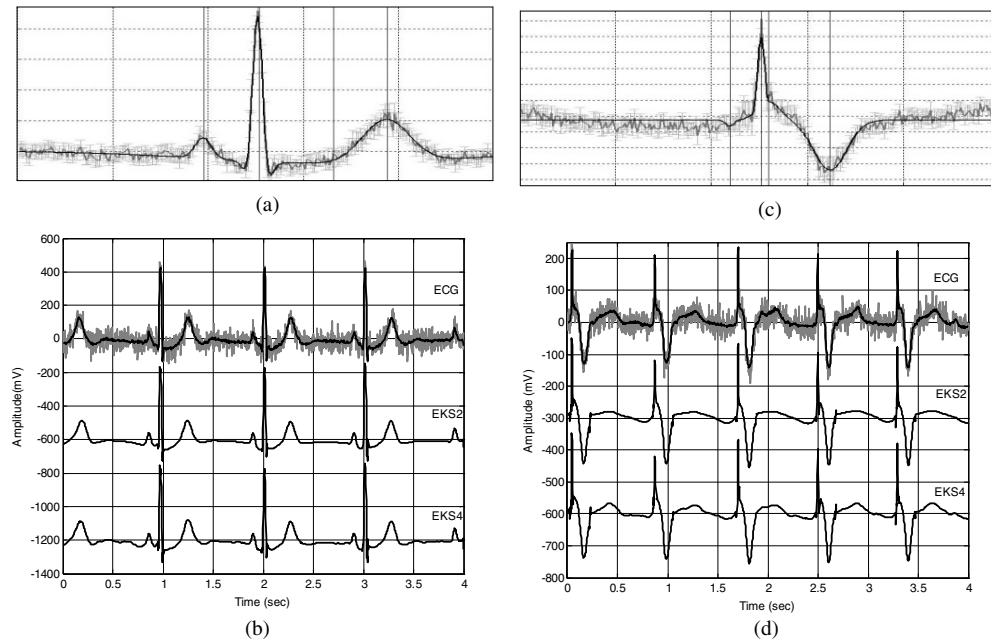 (a)
(c)
600
400
200
0
-200
-400
-600
-800
-1000
-1200
-1400
Amplitude(mV)
ECG
EKS2
EKS4
0 0.5 1 1.5 2 2.5 3 3.5 4
Time (sec)
(b)
200
100
0
-100
-200
-300
-400
-500
-600
-700
-800
Amplitude (mV)
ECG
EKS2
EKS4
0 0.5 1 1.5 2 2.5 3 3.5 4
Time (sec)
(d)